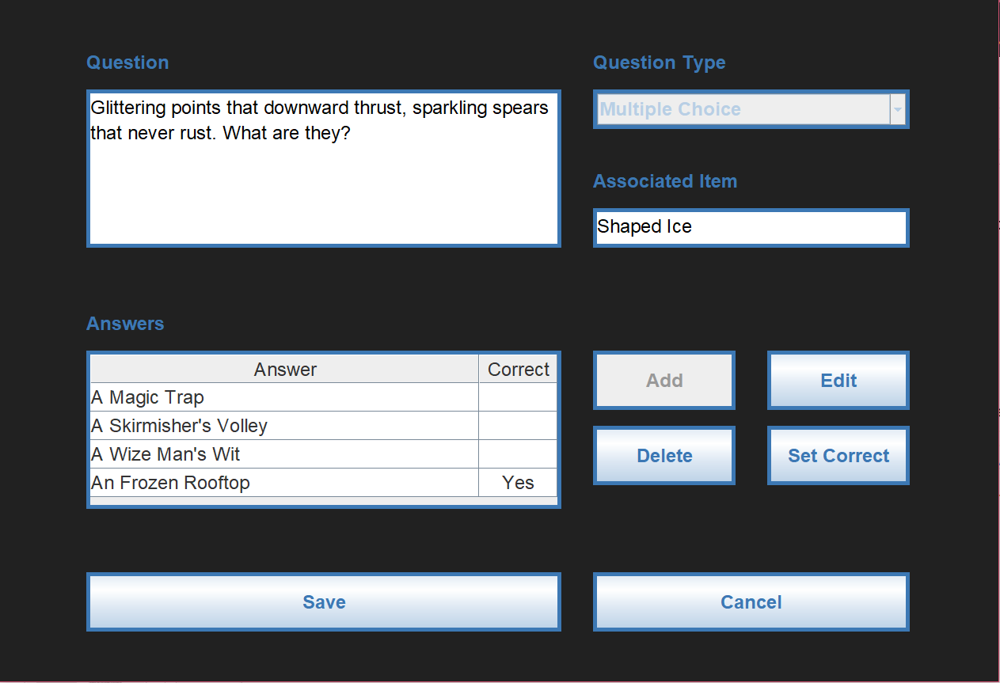 Question
Glittering points that downward thrust, sparkling spears
that never rust. What are they?
Question Type
Multiple Choice
Associated Item
Shaped Ice
Answers
Answer Correct
A Magic Trap
A Skirmisher's Volley
A Wize Man's Wit
An Frozen Rooftop Yes
Add
Edit
Delete
Set Correct
Save
Cancel